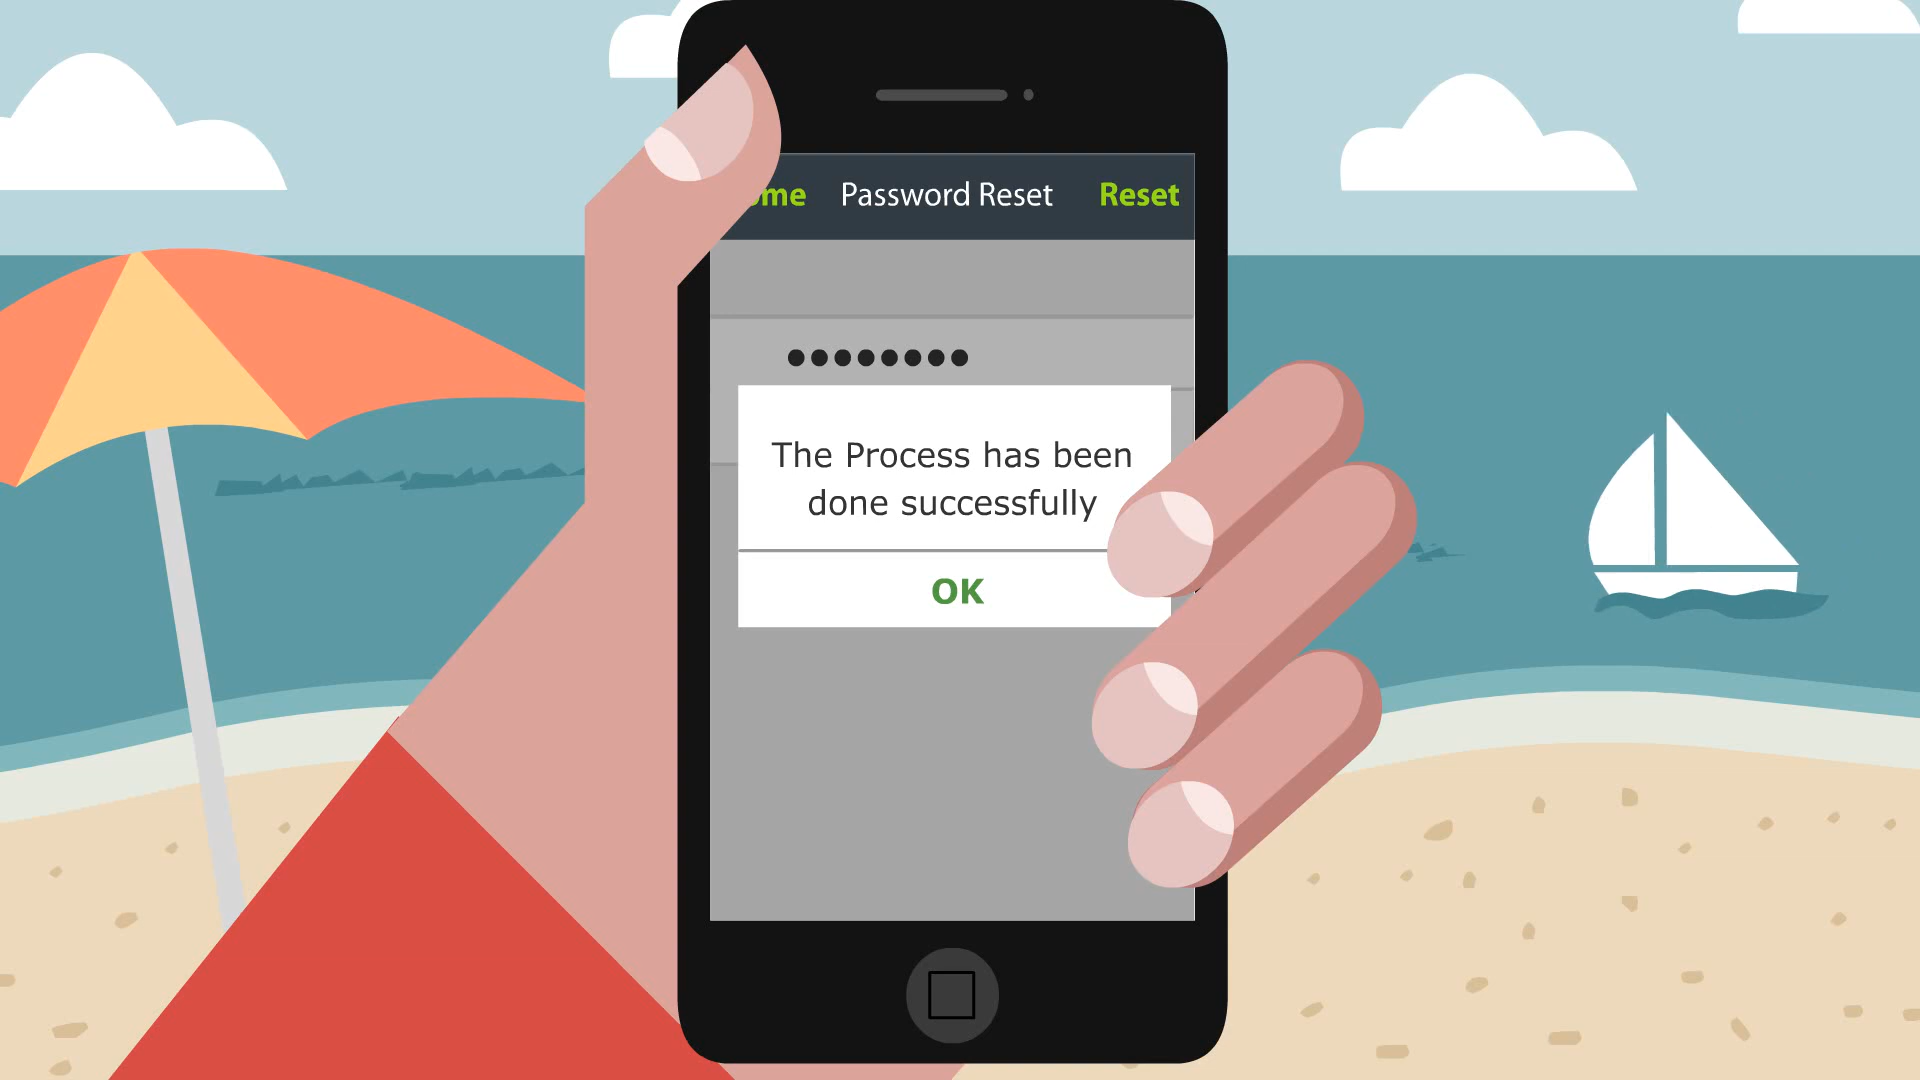 Password Reset Reset
●●●●●●●●
The Process has been
done successfully
OK